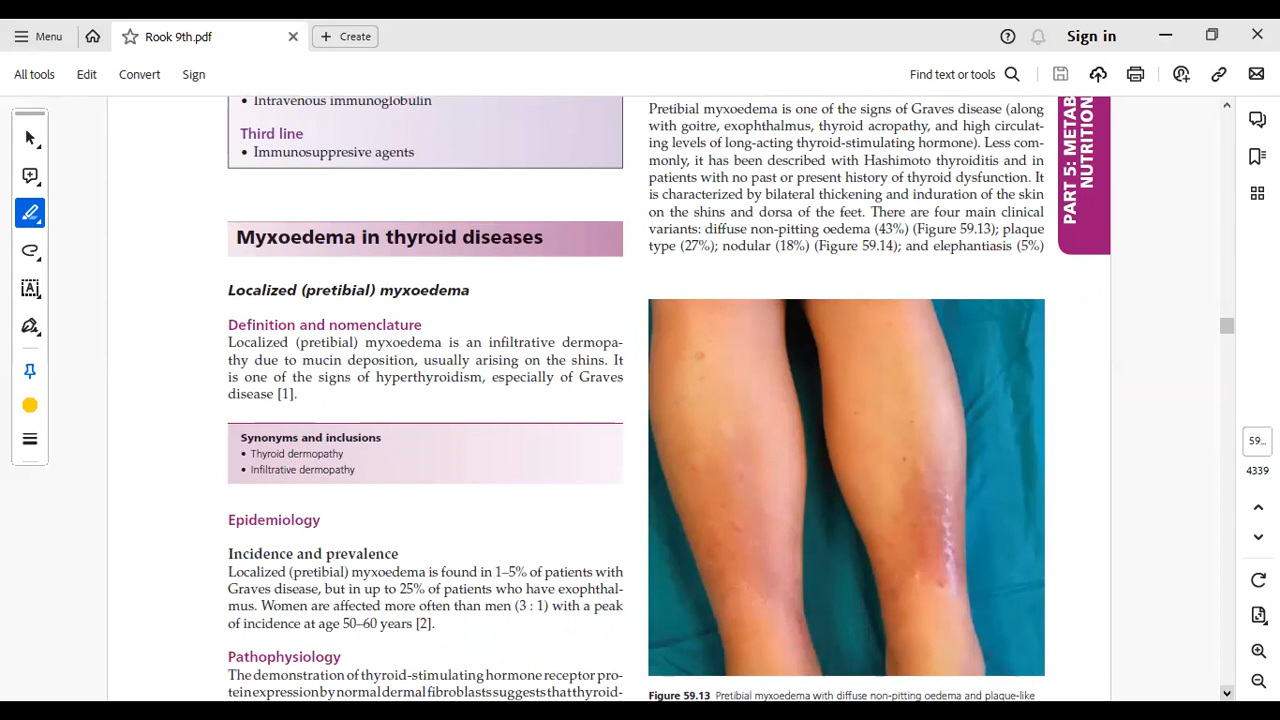 Menu
Rook 9th.pdf
Create
Sign in
All tools
Edit
Convert
Sign
Find text or tools
• Intravenous immunoglobulin
Third line
• Immunosuppresive agents
Myxoedema in thyroid diseases
Localized (pretibial) myxoedema
Definition and nomenclature
Localized (pretibial) myxoedema is an infiltrative dermopa-
thy due to mucin deposition, usually arising on the shins. It
is one of the signs of hyperthyroidism, especially of Graves
disease [1].
Synonyms and inclusions
• Thyroid dermopathy
• Infiltrative dermopathy
Epidemiology
Incidence and prevalence
Localized (pretibial) myxoedema is found in 1–5% of patients with
Graves disease, but in up to 25% of patients who have exophthal-
mus. Women are affected more often than men (3 : 1) with a peak
of incidence at age 50–60 years [2].
Pathophysiology
The demonstration of thyroid-stimulating hormone receptor pro-
tein expression by normal dermal fibroblasts suggests that thyroid-
Pretibial myxoedema is one of the signs of Graves disease (along
with goitre, exophthalmus, thyroid acropathy, and high circulat-
ing levels of long-acting thyroid-stimulating hormone). Less com-
monly, it has been described with Hashimoto thyroiditis and in
patients with no past or present history of thyroid dysfunction. It
is characterized by bilateral thickening and induration of the skin
on the shins and dorsa of the feet. There are four main clinical
variants: diffuse non-pitting oedema (43%) (Figure 59.13); plaque
type (27%); nodular (18%) (Figure 59.14); and elephantiasis (5%)
Figure 59.13 Pretibial myxoedema with diffuse non-pitting oedema and plaque-like
PART 5: METAB
NUTRITION
59...
4339